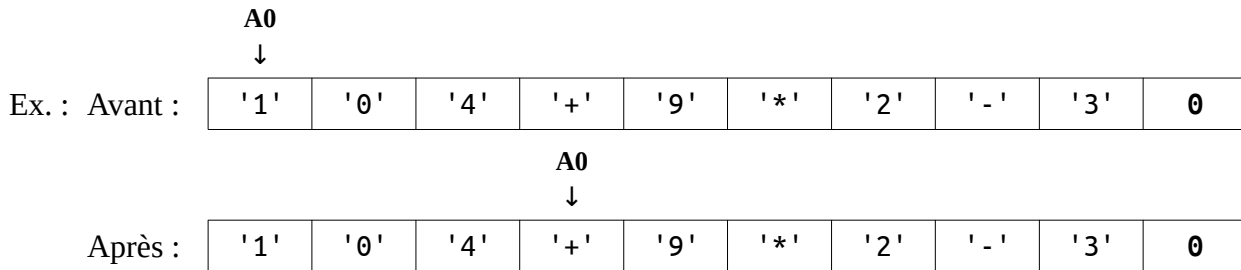 A0
↓
Ex. : Avant : '1' '0' '4' '+' '9' '*' '2' '-' '3' 0
A0
↓
Après : '1' '0' '4' '+' '9' '*' '2' '-' '3' 0